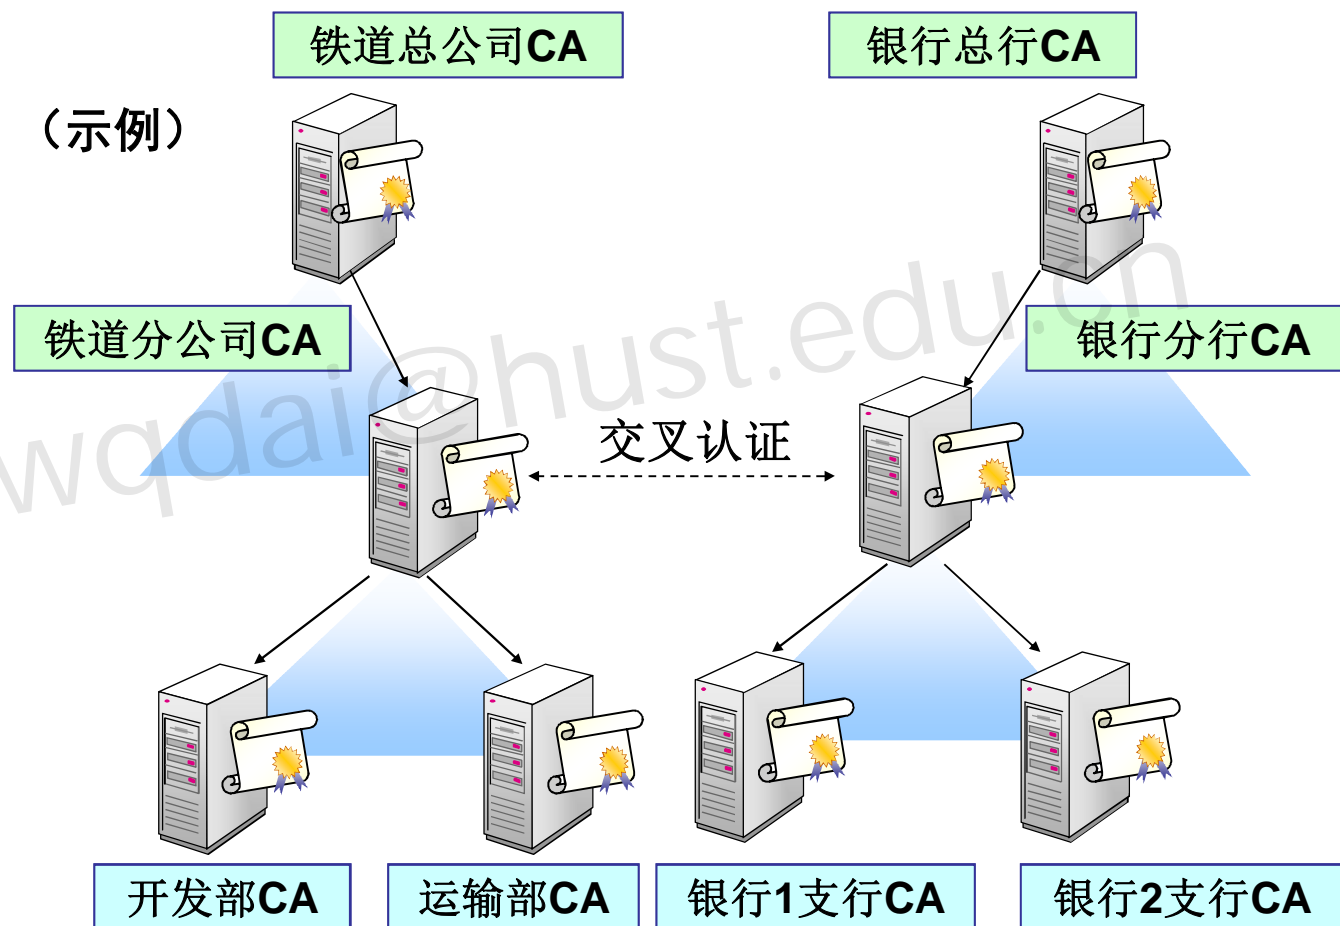 铁道总公司CA
银行总行CA
（示例）
铁道分公司CA
银行分行CA
交叉认证
wqdai@hust.edu.cn
开发部CA
运输部CA
银行1支行CA
银行2支行CA